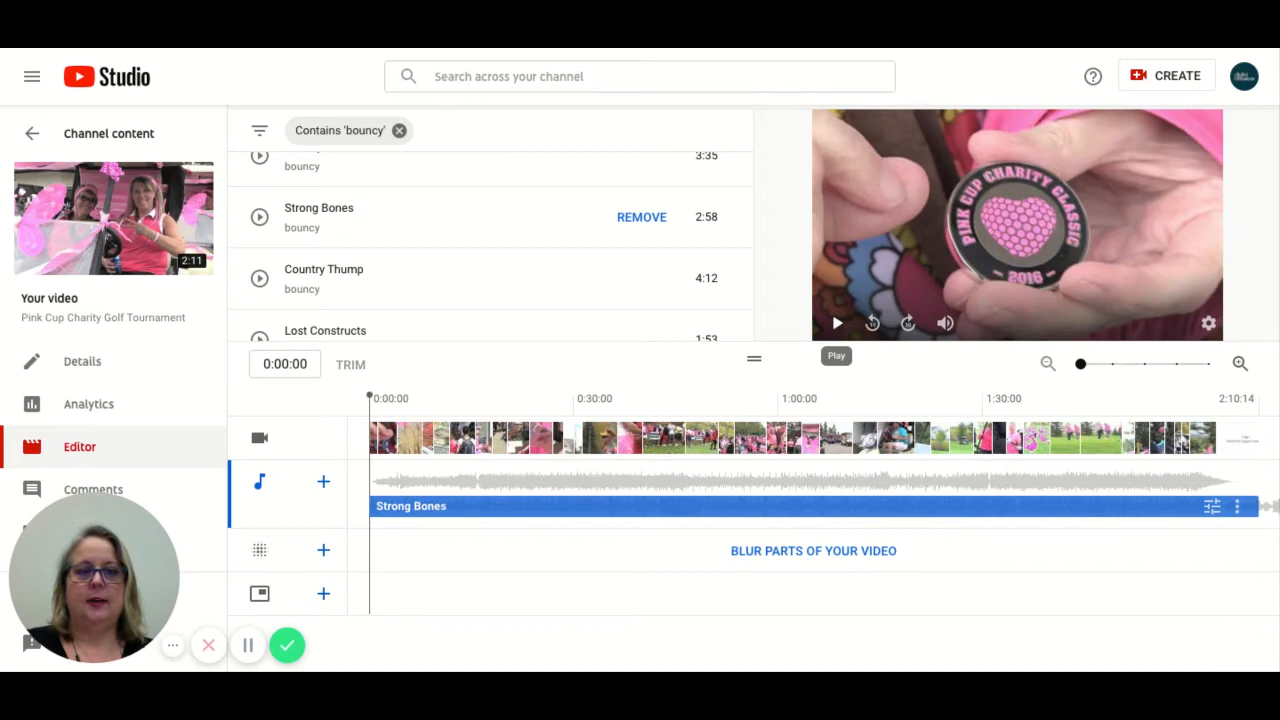 Studio
Search across your channel
CREATE
Channel content
Contains 'bouncy'
bouncy
3:35
Strong Bones
bouncy
REMOVE
2:58
Country Thump
bouncy
4:12
Lost Constructs
1:53
PINK CUP CHARITY CLASSIC
2016
Play
2:11
Your video
Pink Cup Charity Golf Tournament
Details
Analytics
Editor
Comments
0:00:00
TRIM
0:00:00
0:30:00
1:00:00
1:30:00
2:10:14
Strong Bones
BLUR PARTS OF YOUR VIDEO